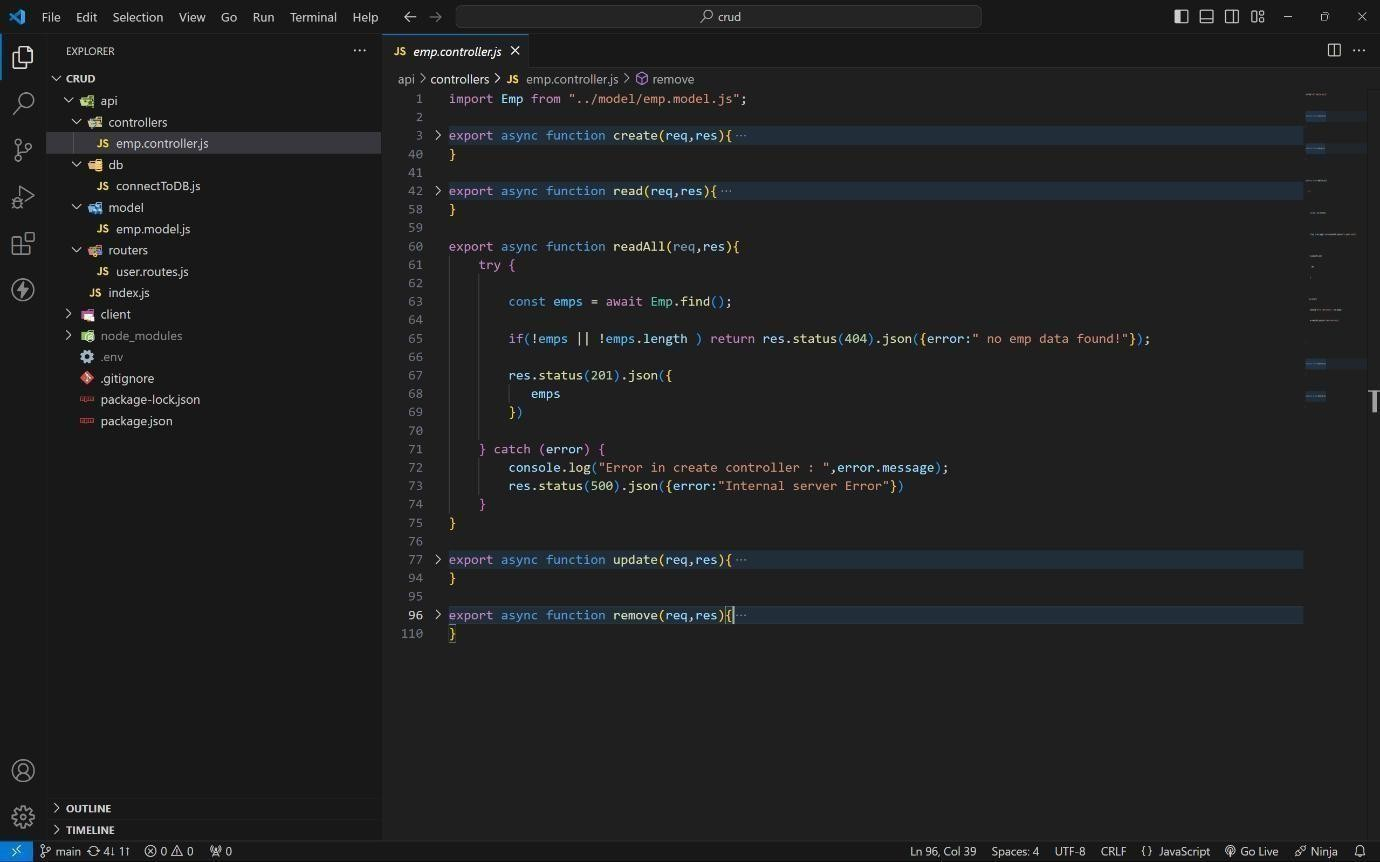 File Edit Selection View Go Run Terminal Help
crud
EXPLORER
CRUD
api
controllers
JS emp.controller.js
db
JS connectToDB.js
model
JS emp.model.js
routers
JS user.routes.js
JS index.js
client
node_modules
.env
.gitignore
package-lock.json
package.json
OUTLINE
TIMELINE
JS emp.controller.js
api > controllers > JS emp.controller.js > remove
1 import Emp from "../model/emp.model.js";
2
3 export async function create(req,res){ ···
40 }
41
42 export async function read(req,res){ ···
58 }
59
60 export async function readAll(req,res){
61 try {
62
63 const emps = await Emp.find();
64
65 if(!emps || !emps.length ) return res.status(404).json({error:" no emp data found!"});
66
67 res.status(201).json({
68 emps
69 })
70
71 } catch (error) {
72 console.log("Error in create controller : ",error.message);
73 res.status(500).json({error:"Internal server Error"})
74 }
75 }
76
77 export async function update(req,res){ ···
94 }
95
96 export async function remove(req,res){ ···
110 }
main 4↓ 1↑ 0 0 0
Ln 96, Col 39 Spaces: 4 UTF-8 CRLF {} JavaScript Go Live Ninja